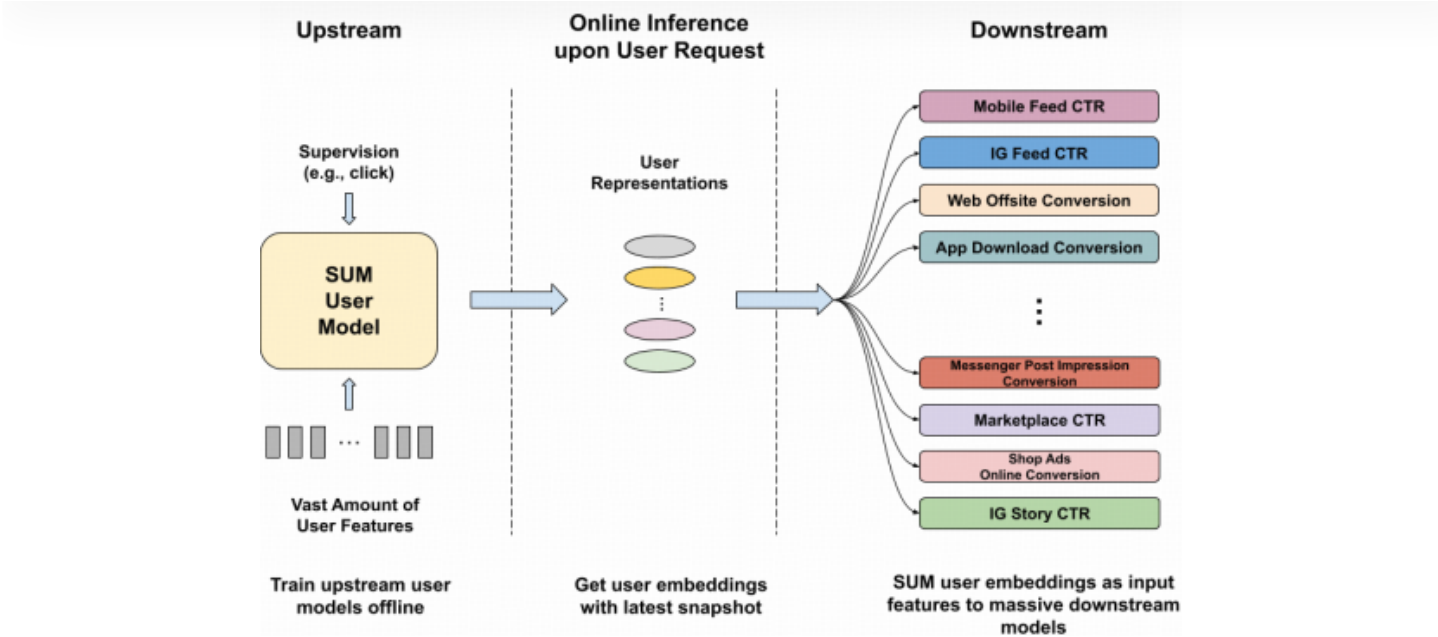 Upstream
Online Inference
upon User Request
Downstream
Supervision
(e.g., click)
SUM
User
Model
...
Vast Amount of
User Features
Train upstream user
models offline
User
Representations
...
Get user embeddings
with latest snapshot
Mobile Feed CTR
IG Feed CTR
Web Offsite Conversion
App Download Conversion
...
Messenger Post Impression
Conversion
Marketplace CTR
Shop Ads
Online Conversion
IG Story CTR
SUM user embeddings as input
features to massive downstream
models